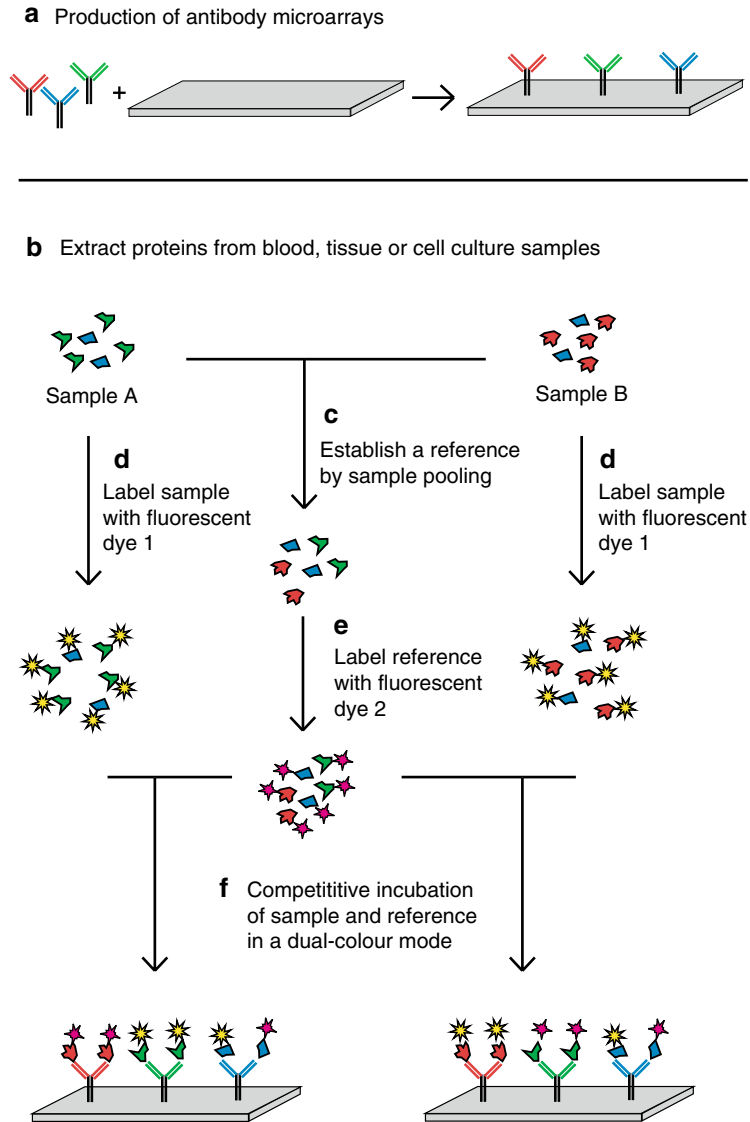 a Production of antibody microarrays
+
b Extract proteins from blood, tissue or cell culture samples
Sample A
Sample B
c
Establish a reference
by sample pooling
d
Label sample
with fluorescent
dye 1
d
Label sample
with fluorescent
dye 1
e
Label reference
with fluorescent
dye 2
f Competititive incubation
of sample and reference
in a dual-colour mode